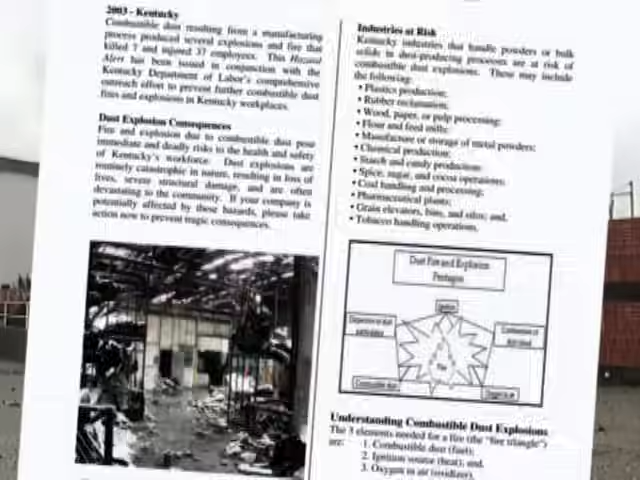 2003 - Kentucky
Combustible dust resulting from a manufacturing
process produced several explosions and fire that
killed 7 and injured 37 employees. This Hazard
Alert has been issued in conjunction with the
Kentucky Department of Labor's comprehensive
outreach effort to prevent further combustible dust
fires and explosions in Kentucky workplaces.
Dust Explosion Consequences
Fire and explosion due to combustible dust pose
immediate and deadly risks to the health and safety
of Kentucky's workforce. Dust explosions are
routinely catastrophic in nature, resulting in loss of
lives, severe structural damage, and are often
devastating to the community. If your company is
potentially affected by these hazards, please take
action now to prevent tragic consequences.
Industries at Risk
Kentucky industries that handle powders or bulk
solids in dust-producing processes are at risk of
combustible dust explosions. These may include
the following:
• Plastics production;
• Rubber reclamation;
• Wood, paper, or pulp processing;
• Flour and feed mills;
• Manufacture or storage of metal powders;
• Chemical production;
• Starch and candy production;
• Spice, sugar, and cocoa operations;
• Coal handling and processing;
• Pharmaceutical plants;
• Grain elevators, bins, and silos; and,
• Tobacco handling operations.
Dust Fire and Explosion
Pentagon
Ignition
Dispersion of dust
particulates
Confinement of
dust cloud
Fire
Combustible dust
Oxygen in air
Understanding Combustible Dust Explosions
The 3 elements needed for a fire (the "fire triangle")
are: 1. Combustible dust (fuel);
2. Ignition source (heat); and,
3. Oxygen in air (oxidizer).